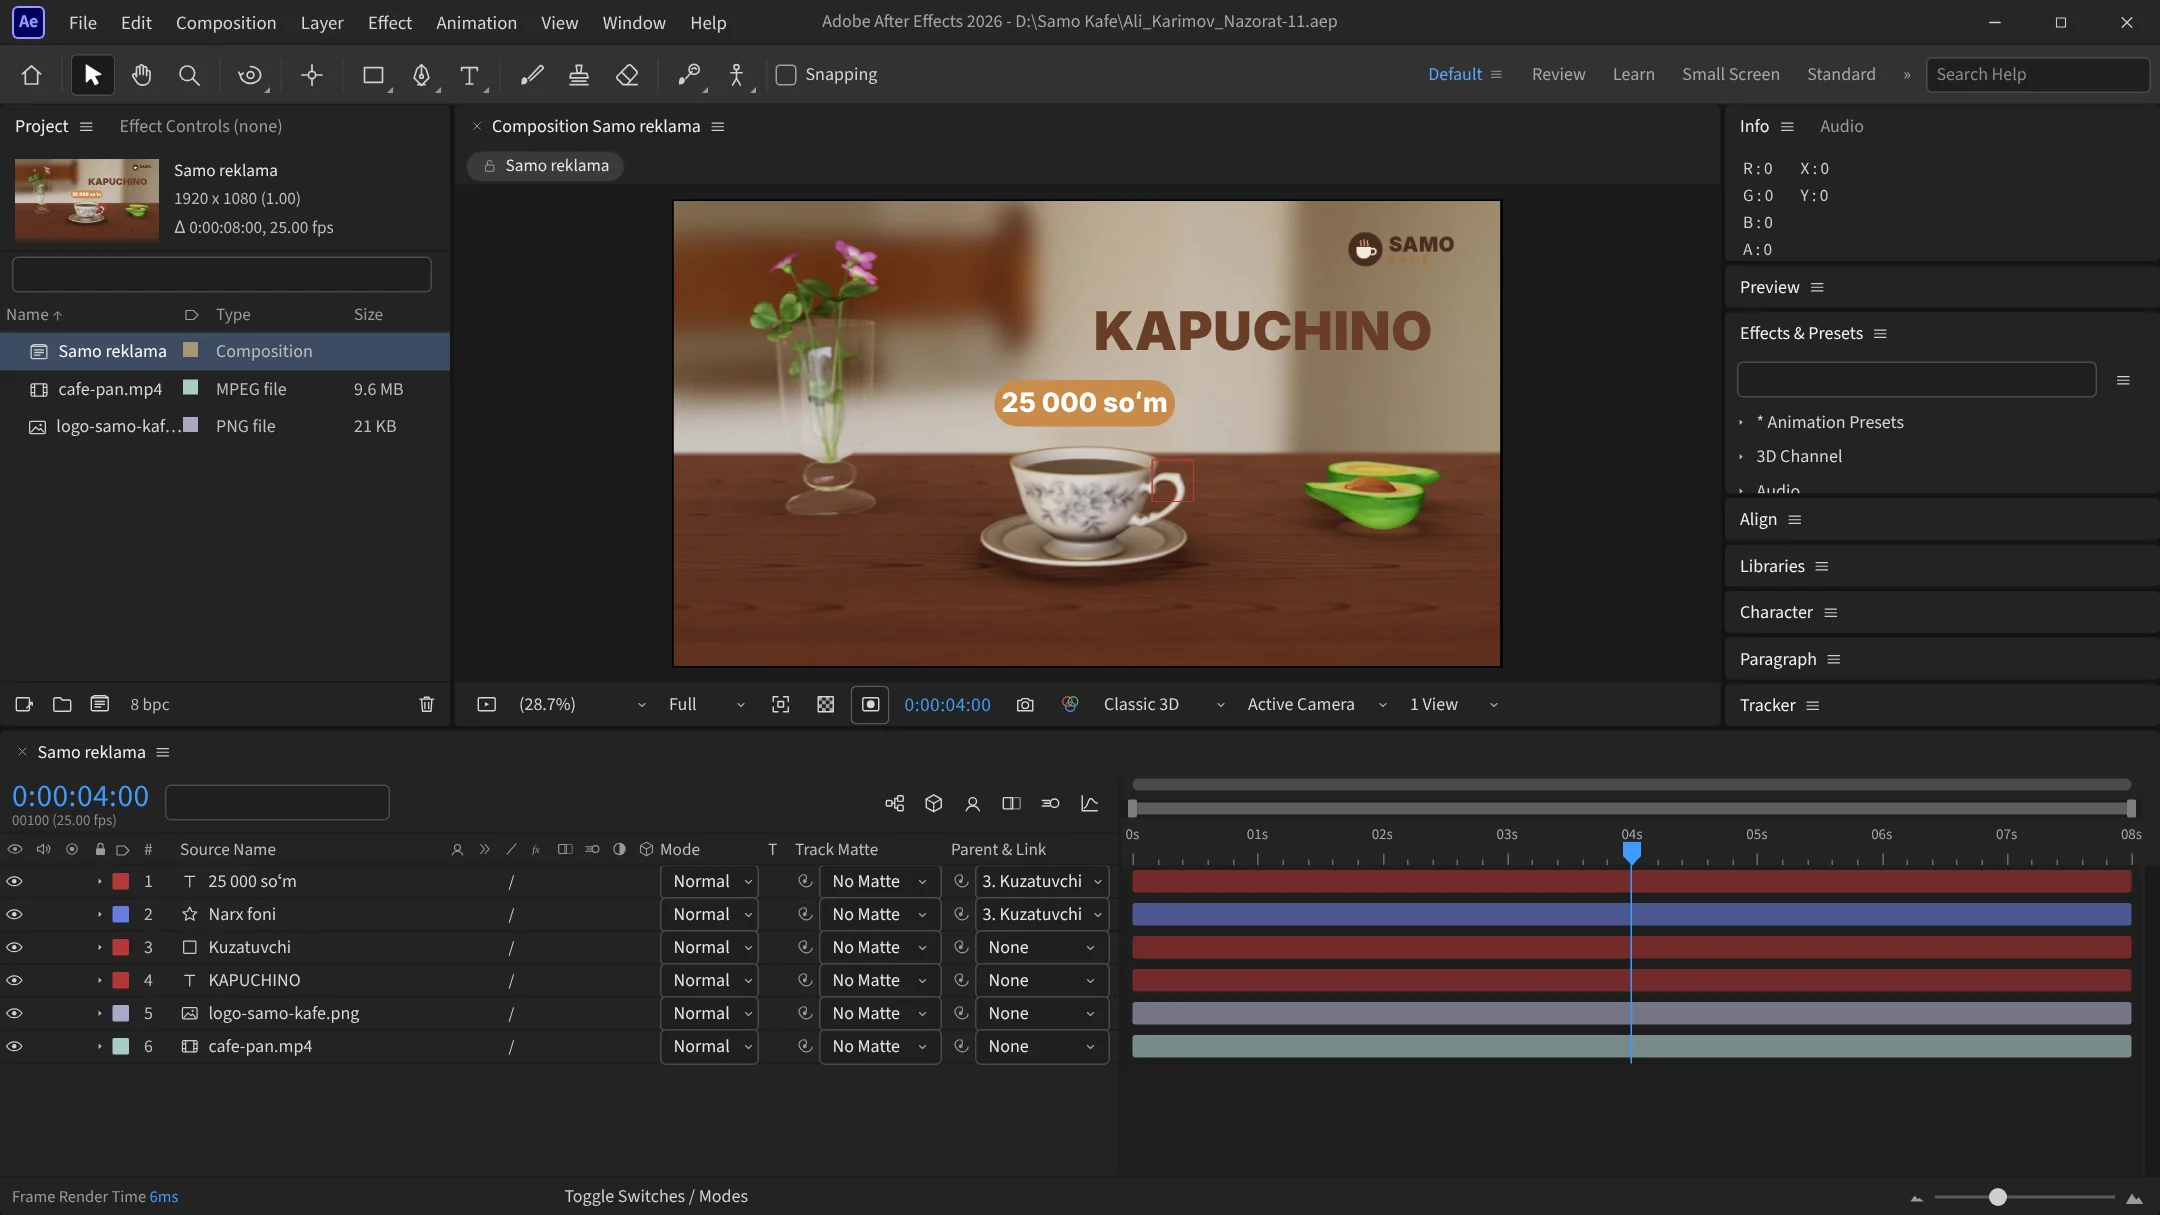 Ae File Edit Composition Layer Effect Animation View Window Help Adobe After Effects 2026 - D:\Samo Kafe\Ali_Karimov_Nazorat-11.aep
Snapping Default Review Learn Small Screen Standard » Search Help
Project Effect Controls (none)
Samo reklama
1920 x 1080 (1.00)
Δ 0:00:08:00, 25.00 fps
Name Type Size
Samo reklama Composition
cafe-pan.mp4 MPEG file 9.6 MB
logo-samo-kaf... PNG file 21 KB
8 bpc
Composition Samo reklama
Samo reklama
SAMO
KAFE
KAPUCHINO
25 000 soʻm
(28.7%) Full 0:00:04:00 Classic 3D Active Camera 1 View
Info Audio
R : 0 X : 0
G : 0 Y : 0
B : 0
A : 0
Preview
Effects & Presets
* Animation Presets
3D Channel
Audio
Align
Libraries
Character
Paragraph
Tracker
Samo reklama
0:00:04:00
00100 (25.00 fps)
0s 01s 02s 03s 04s 05s 06s 07s 08s
# Source Name fx Mode T Track Matte Parent & Link
1 T 25 000 soʻm Normal No Matte 3. Kuzatuvchi
2 Narx foni Normal No Matte 3. Kuzatuvchi
3 Kuzatuvchi Normal No Matte None
4 T KAPUCHINO Normal No Matte None
5 logo-samo-kafe.png Normal No Matte None
6 cafe-pan.mp4 Normal No Matte None
Frame Render Time 6ms Toggle Switches / Modes